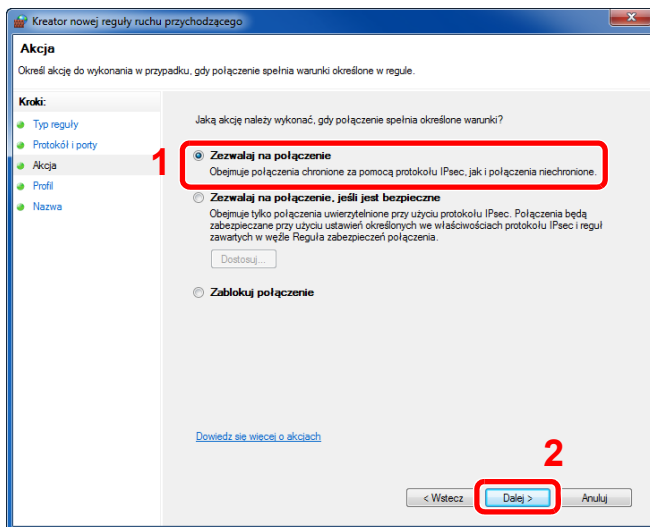 Kreator nowej reguły ruchu przychodzącego
Akcja
Określ akcję do wykonania w przypadku, gdy połączenie spełnia warunki określone w regule.
Kroki:
Typ reguły
Protokół i porty
Akcja
Profil
Nazwa
Jaką akcję należy wykonać, gdy połączenie spełnia określone warunki?
1
Zezwalaj na połączenie
Obejmuje połączenia chronione za pomocą protokołu IPsec, jak i połączenia niechronione.
Zezwalaj na połączenie, jeśli jest bezpieczne
Obejmuje tylko połączenia uwierzytelnione przy użyciu protokołu IPsec. Połączenia będą
zabezpieczane przy użyciu ustawień określonych we właściwościach protokołu IPsec i reguł
zawartych w węźle Reguła zabezpieczeń połączenia.
Dostosuj...
Zablokuj połączenie
Dowiedz się więcej o akcjach
2
< Wstecz
Dalej >
Anuluj